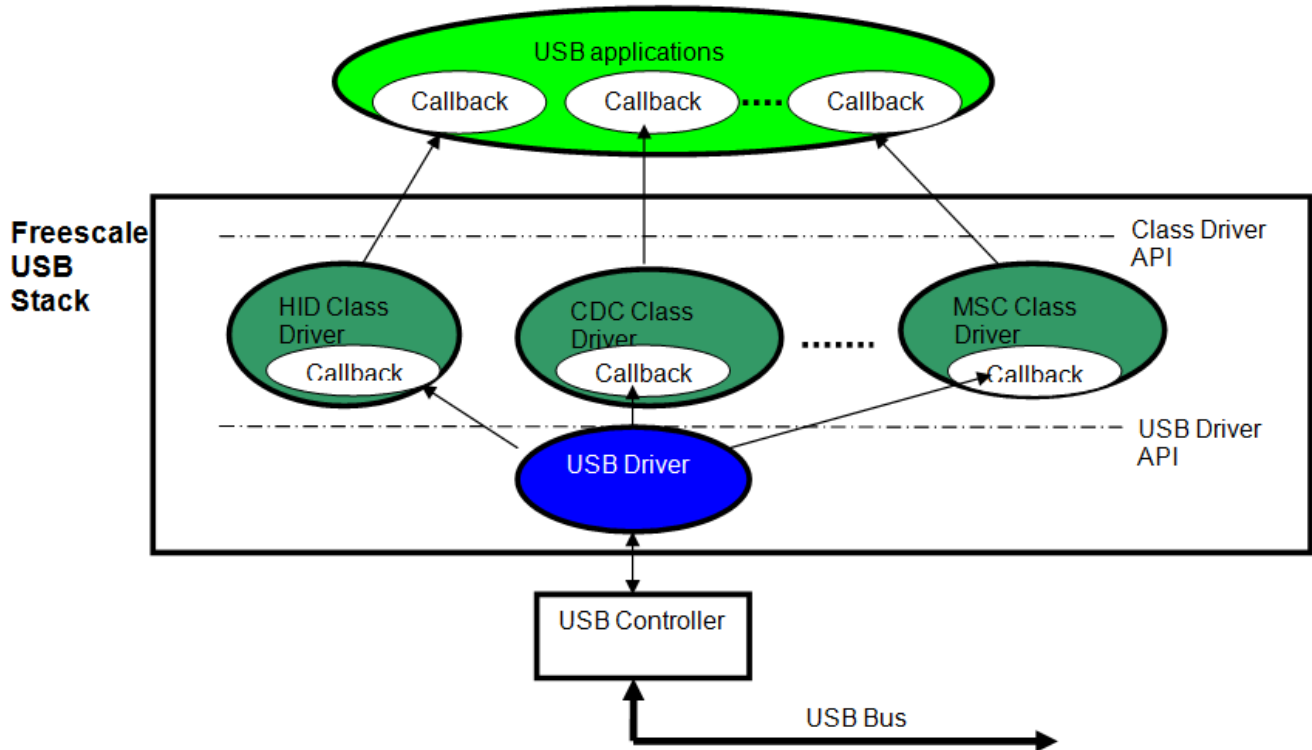 USB applications
Callback
Callback
Callback
Freescale
USB
Stack
Class Driver
API
HID Class
Driver
Callback
CDC Class
Driver
Callback
MSC Class
Driver
Callback
USB Driver
API
USB Driver
USB Controller
USB Bus